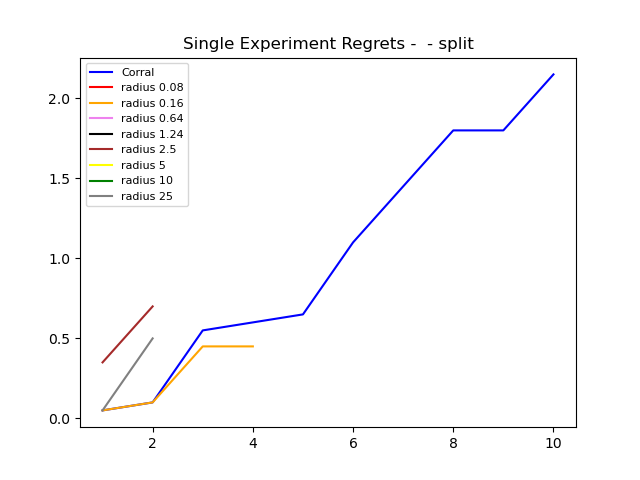 Single Experiment Regrets -  - split
Corral
radius 0.08
radius 0.16
radius 0.64
radius 1.24
radius 2.5
radius 5
radius 10
radius 25
2.0
1.5
1.0
0.5
0.0
2 4 6 8 10